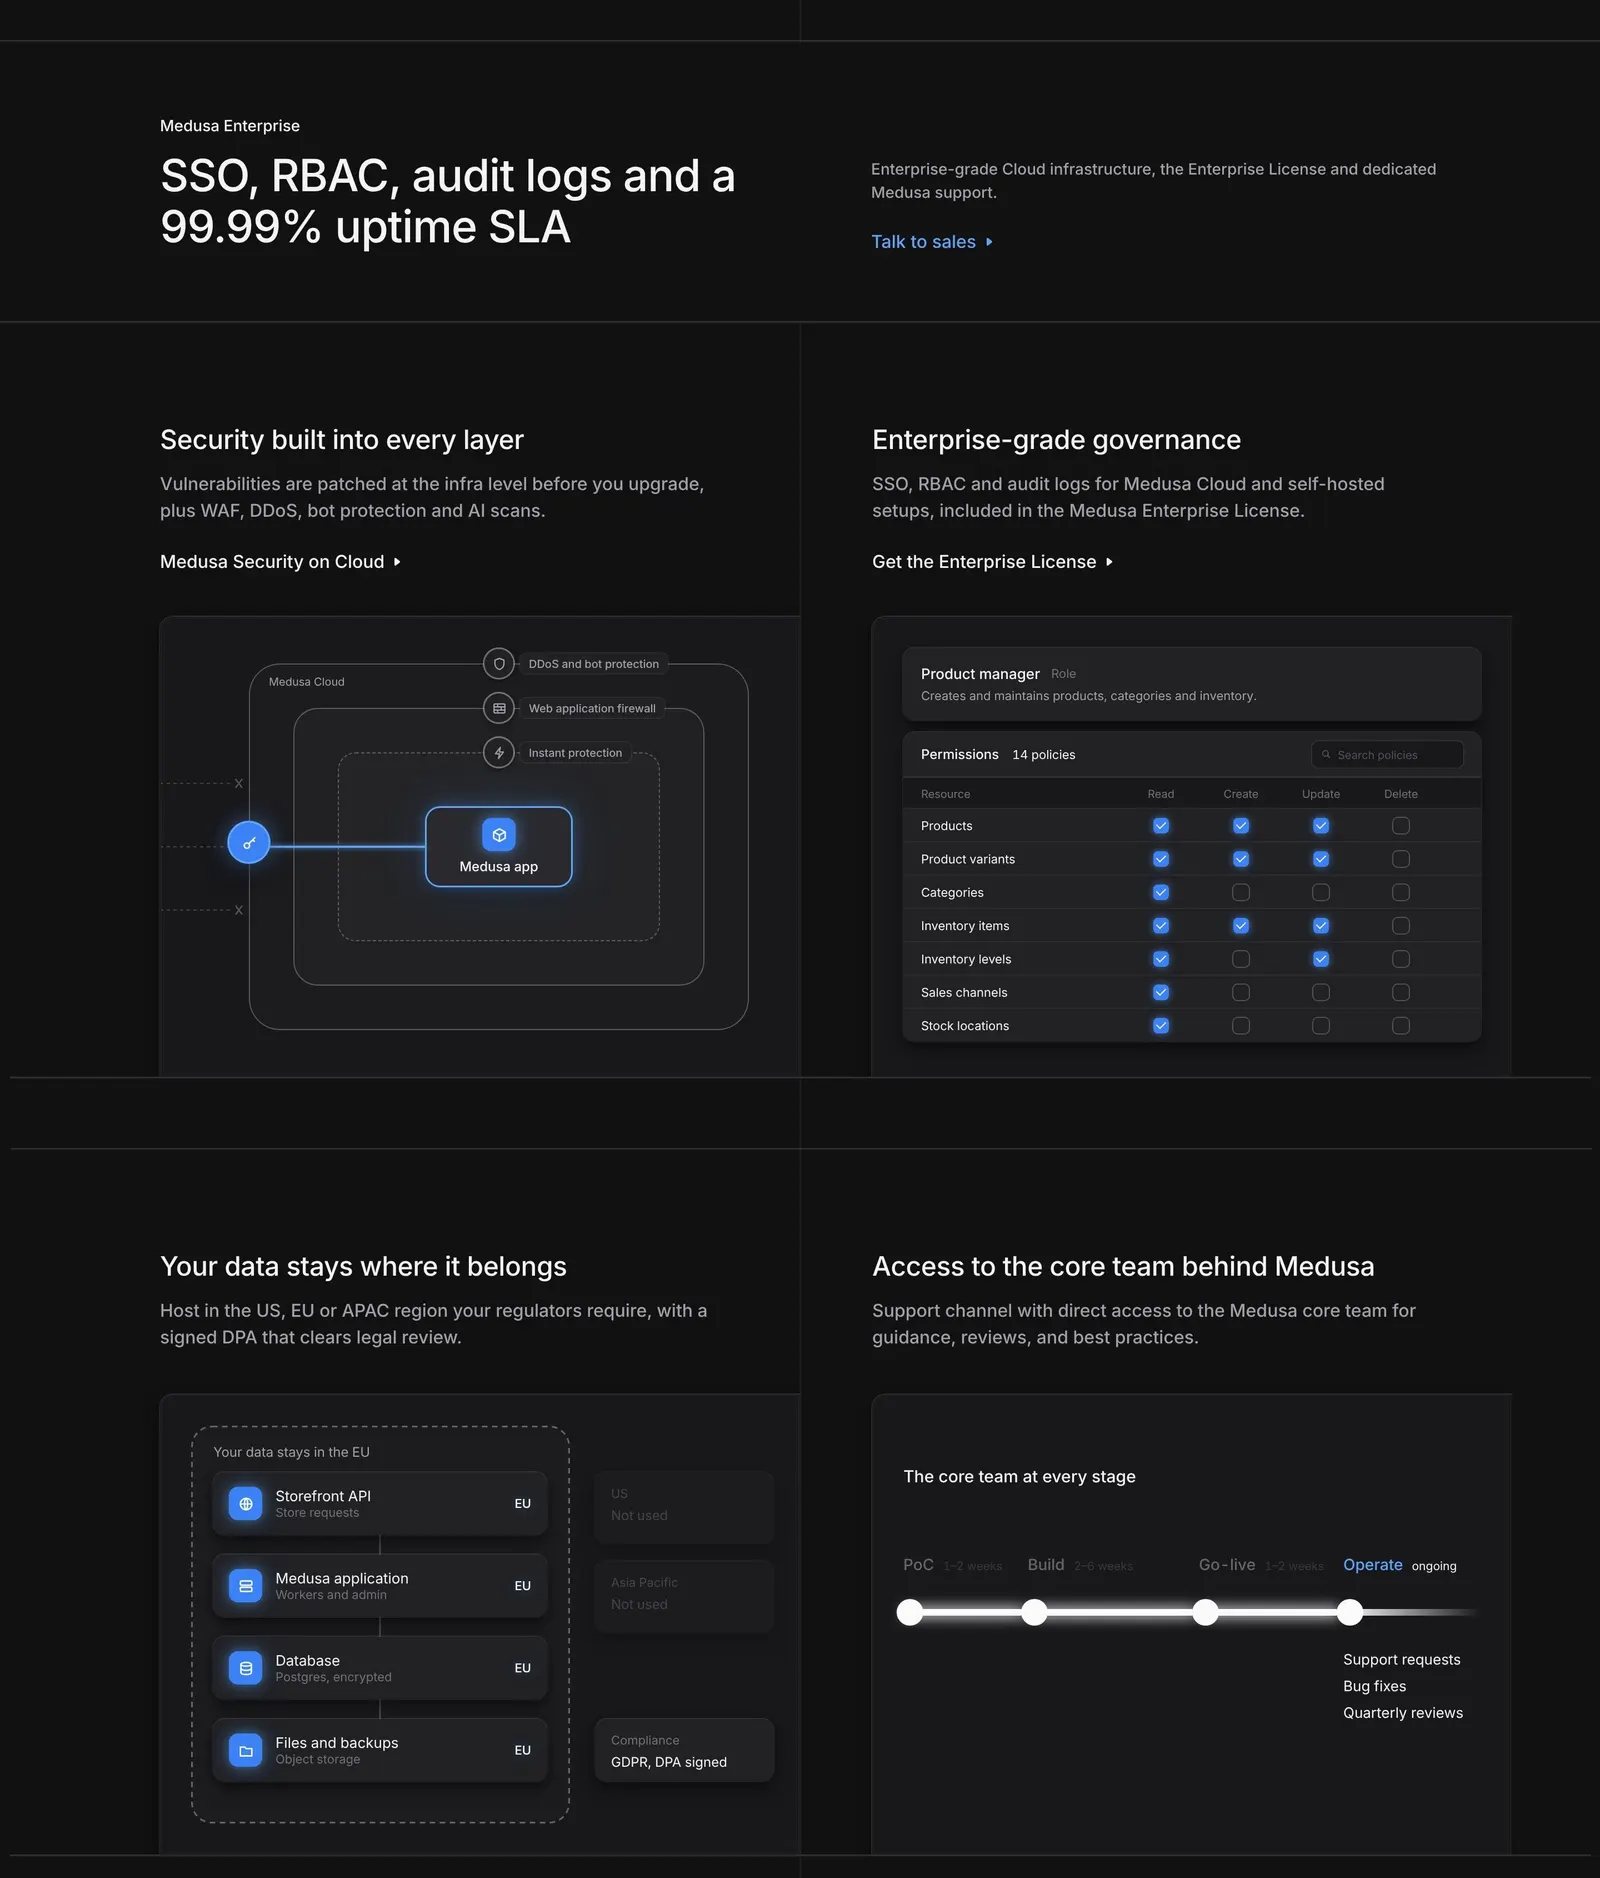 Medusa Enterprise
SSO, RBAC, audit logs and a
99.99% uptime SLA
Enterprise-grade Cloud infrastructure, the Enterprise License and dedicated
Medusa support.
Talk to sales
Security built into every layer
Vulnerabilities are patched at the infra level before you upgrade,
plus WAF, DDoS, bot protection and AI scans.
Medusa Security on Cloud
DDoS and bot protection
Medusa Cloud
Web application firewall
Instant protection
X
Medusa app
X
Enterprise-grade governance
SSO, RBAC and audit logs for Medusa Cloud and self-hosted
setups, included in the Medusa Enterprise License.
Get the Enterprise License
Product manager Role
Creates and maintains products, categories and inventory.
Permissions 14 policies Search policies
Resource Read Create Update Delete
Products
Product variants
Categories
Inventory items
Inventory levels
Sales channels
Stock locations
Your data stays where it belongs
Host in the US, EU or APAC region your regulators require, with a
signed DPA that clears legal review.
Your data stays in the EU
Storefront API
Store requests
EU
Medusa application
Workers and admin
EU
Database
Postgres, encrypted
EU
Files and backups
Object storage
EU
US
Not used
Asia Pacific
Not used
Compliance
GDPR, DPA signed
Access to the core team behind Medusa
Support channel with direct access to the Medusa core team for
guidance, reviews, and best practices.
The core team at every stage
PoC 1–2 weeks Build 2–6 weeks Go-live 1–2 weeks Operate ongoing
Support requests
Bug fixes
Quarterly reviews